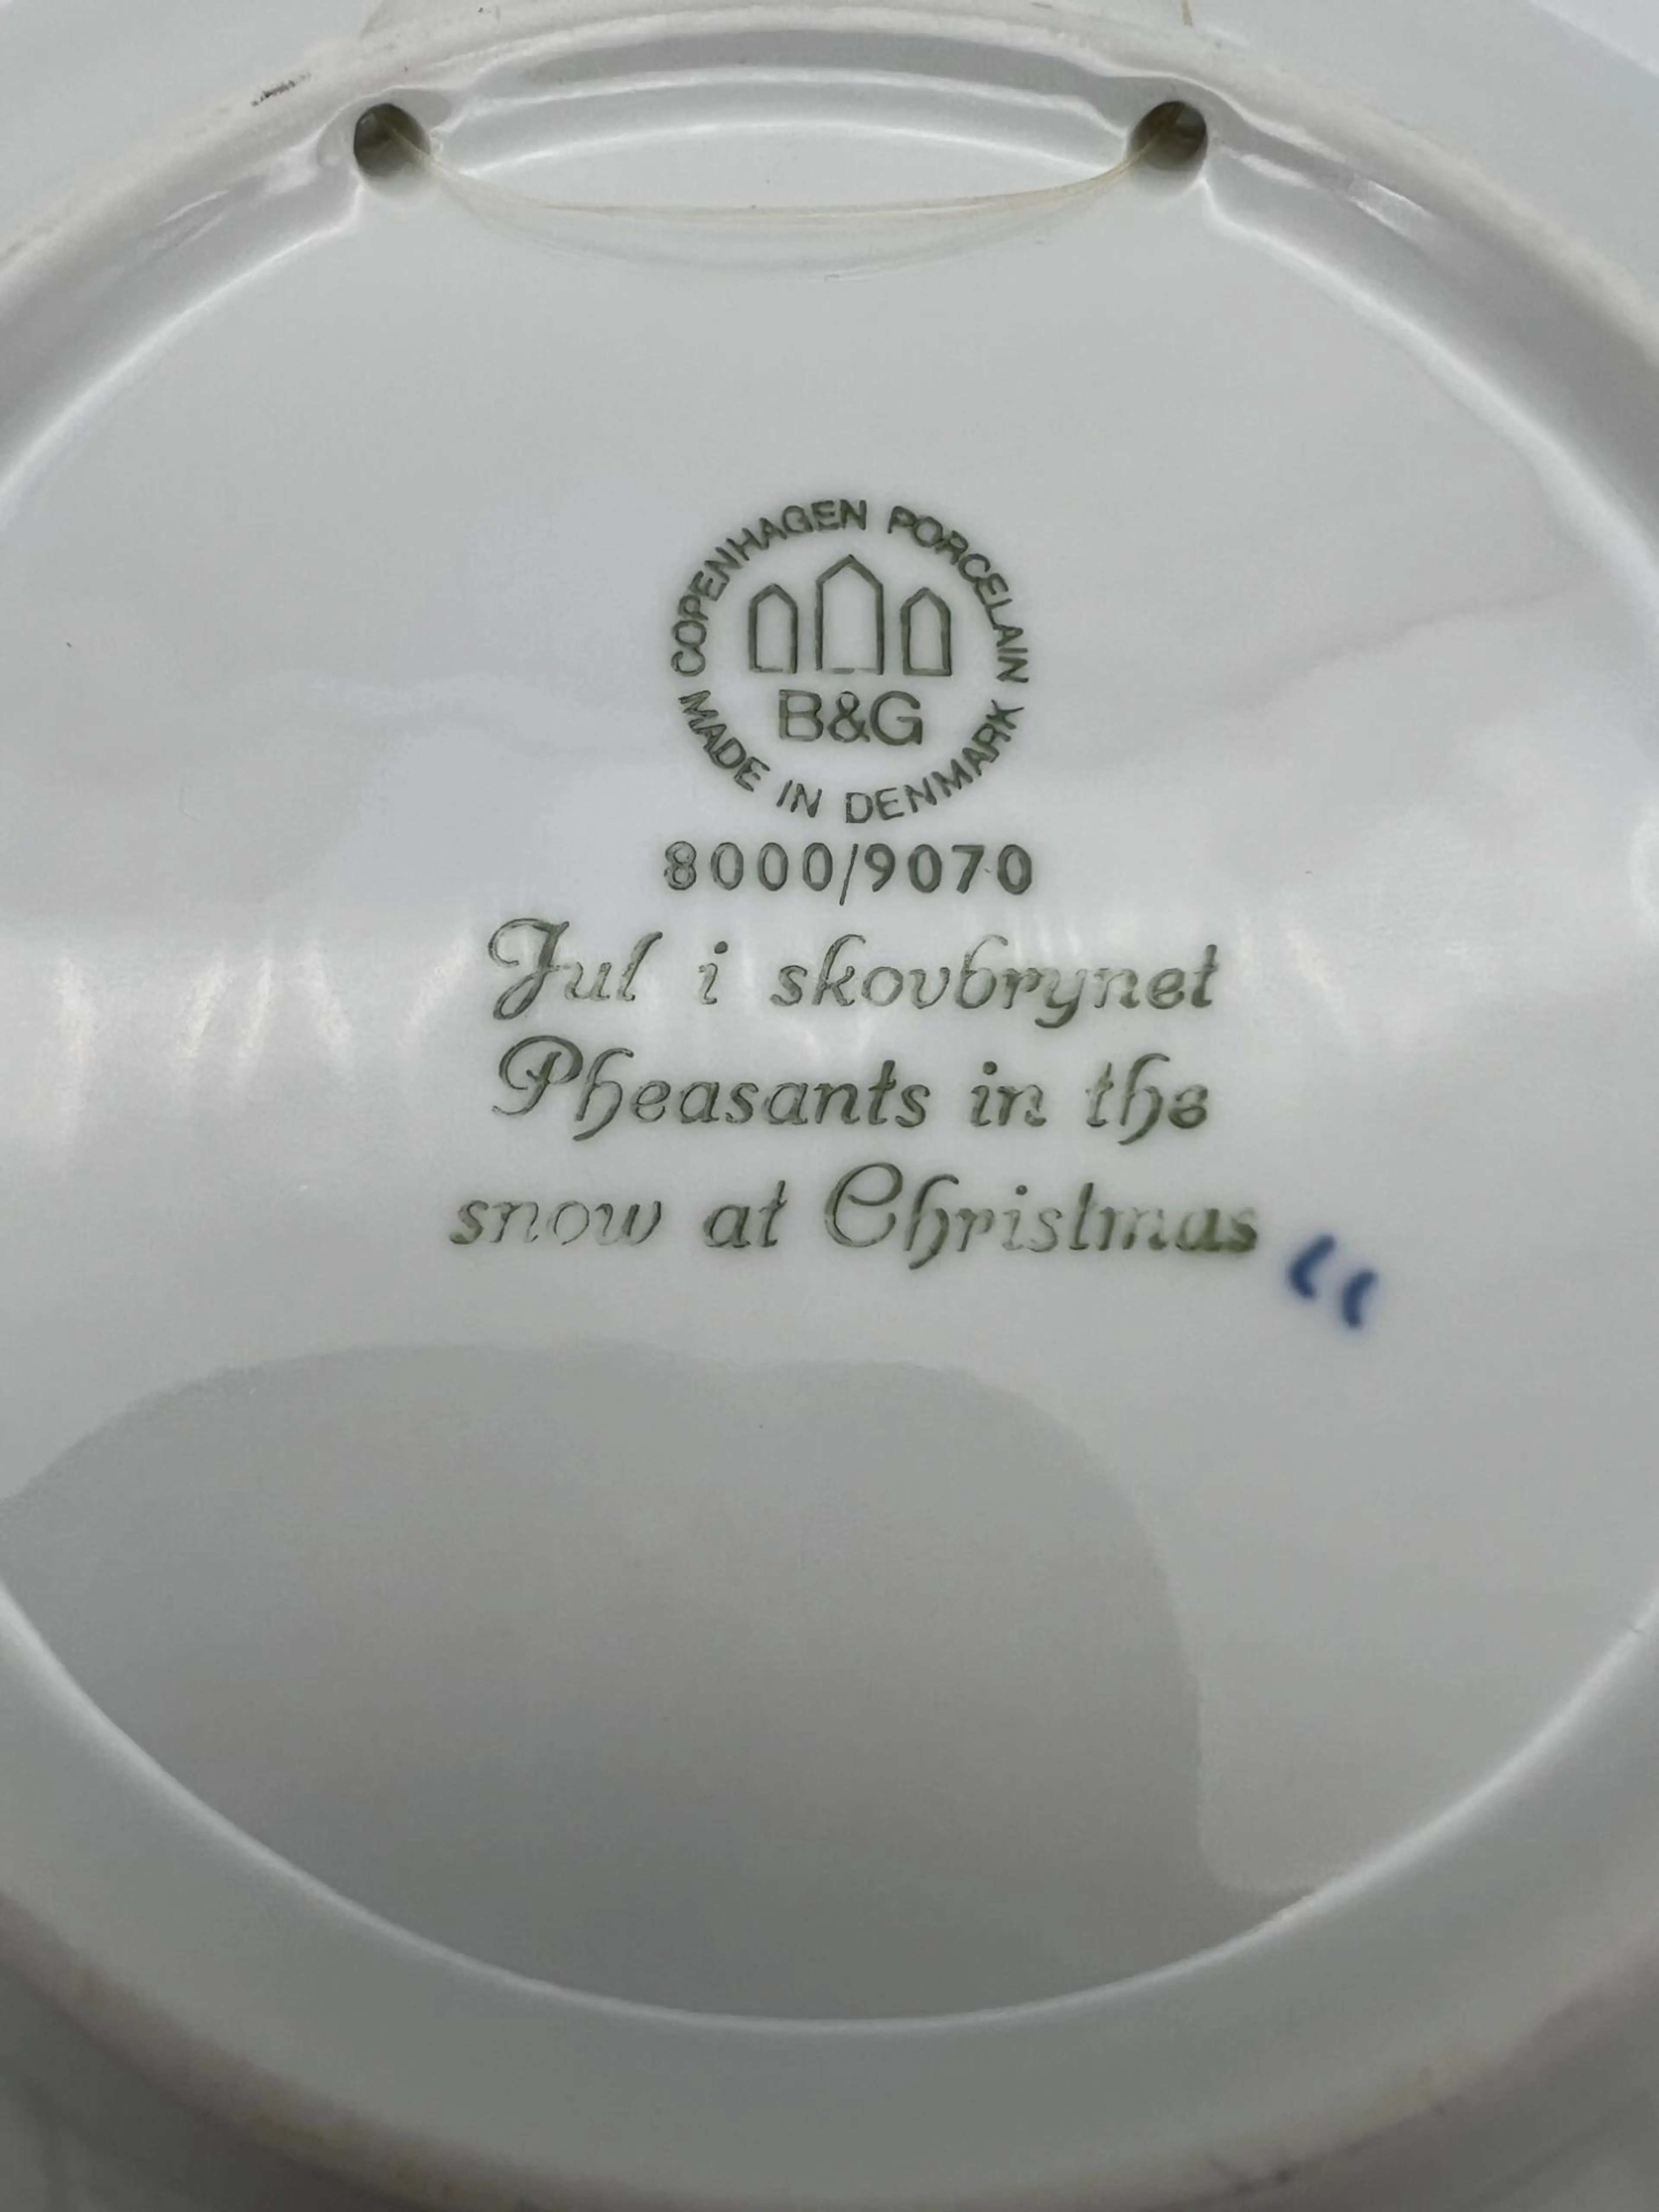 COPENHAGEN PORCELAIN
B&G
MADE IN DENMARK
8000/9070
Jul i skovbrynet
Pheasants in the
snow at Christmas